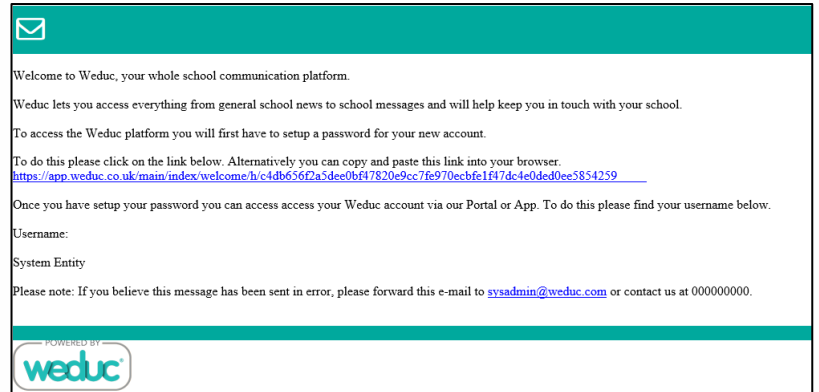 Welcome to Weduc, your whole school communication platform.
Weduc lets you access everything from general school news to school messages and will help keep you in touch with your school.
To access the Weduc platform you will first have to setup a password for your new account.
To do this please click on the link below. Alternatively you can copy and paste this link into your browser.
https://app.weduc.co.uk/main/index/welcome/h/c4db656f2a5dee0bf47820e9cc7fe970ecbfe1f47dc4e0ded0ee5854259
Once you have setup your password you can access access your Weduc account via our Portal or App. To do this please find your username below.
Username:
System Entity
Please note: If you believe this message has been sent in error, please forward this e-mail to sysadmin@weduc.com or contact us at 000000000.
POWERED BY
weduc